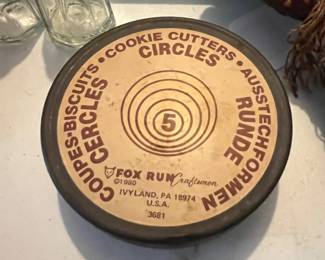 COOKIE CUTTERS •
CIRCLES
COUPES-BISCUITS •
CERCLES
AUSSTECHFORMEN
RUNDE
5
FOX RUN Craftsmen
©1980
IVYLAND, PA 18974
U.S.A.
3681